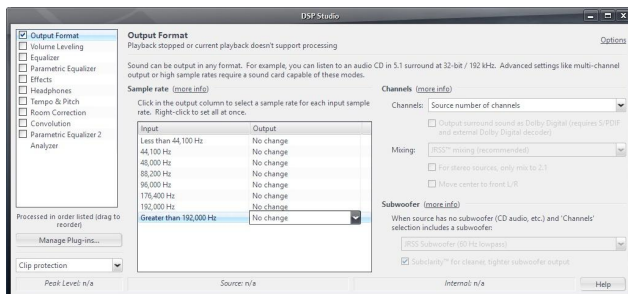 DSP Studio
Output Format
Volume Leveling
Equalizer
Parametric Equalizer
Effects
Headphones
Tempo & Pitch
Room Correction
Convolution
Parametric Equalizer 2
Analyzer
Processed in order listed (drag to
reorder)
Manage Plug-ins...
Clip protection
Output Format
Playback stopped or current playback doesn't support processing
Options
Sound can be output in any format. For example, you can listen to an audio CD in 5.1 surround at 32-bit / 192 kHz. Advanced settings like multi-channel
output or high sample rates require a sound card capable of these modes.
Sample rate (more info)
Click in the output column to select a sample rate for each input sample
rate. Right-click to set all at once.
Input Output
Less than 44,100 Hz No change
44,100 Hz No change
48,000 Hz No change
88,200 Hz No change
96,000 Hz No change
176,400 Hz No change
192,000 Hz No change
Greater than 192,000 Hz No change
Channels (more info)
Channels: Source number of channels
Output surround sound as Dolby Digital (requires S/PDIF
and external Dolby Digital decoder)
Mixing: JRSS™ mixing (recommended)
For stereo sources, only mix to 2.1
Move center to front L/R
Subwoofer (more info)
When source has no subwoofer (CD audio, etc.) and 'Channels'
selection includes a subwoofer:
JRSS Subwoofer (80 Hz lowpass)
Subclarity™ for cleaner, tighter subwoofer output
Peak Level: n/a Source: n/a Internal: n/a Help